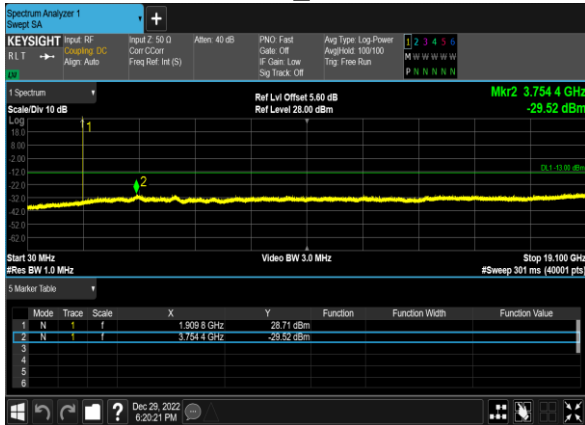 Spectrum Analyzer 1
Swept SA
+
KEYSIGHT Input: RF Input Z: 50 Ω Atten: 40 dB PNO: Fast Avg Type: Log-Power 1 2 3 4 5 6
RLT Coupling: DC Corr CCorr Gate: Off Avg|Hold: 100/100 M W W W W W
Align: Auto Freq Ref: Int (S) IF Gain: Low Trig: Free Run
Sig Track: Off P N N N N N
1 Spectrum Ref Lvl Offset 5.60 dB Mkr2 3.754 4 GHz
Scale/Div 10 dB Ref Level 28.00 dBm -29.52 dBm
Log
18.0
1
8.00
-2.00
-12.0 DL1 -13.00 dBm
-22.0 2
-32.0
-42.0
-52.0
-62.0
Start 30 MHz Video BW 3.0 MHz Stop 19.100 GHz
#Res BW 1.0 MHz #Sweep 301 ms (40001 pts)
5 Marker Table
Mode Trace Scale X Y Function Function Width Function Value
1 N 1 f 1.909 8 GHz 28.71 dBm
2 N 1 f 3.754 4 GHz -29.52 dBm
3
4
5
6
? Dec 29, 2022
6:20:21 PM